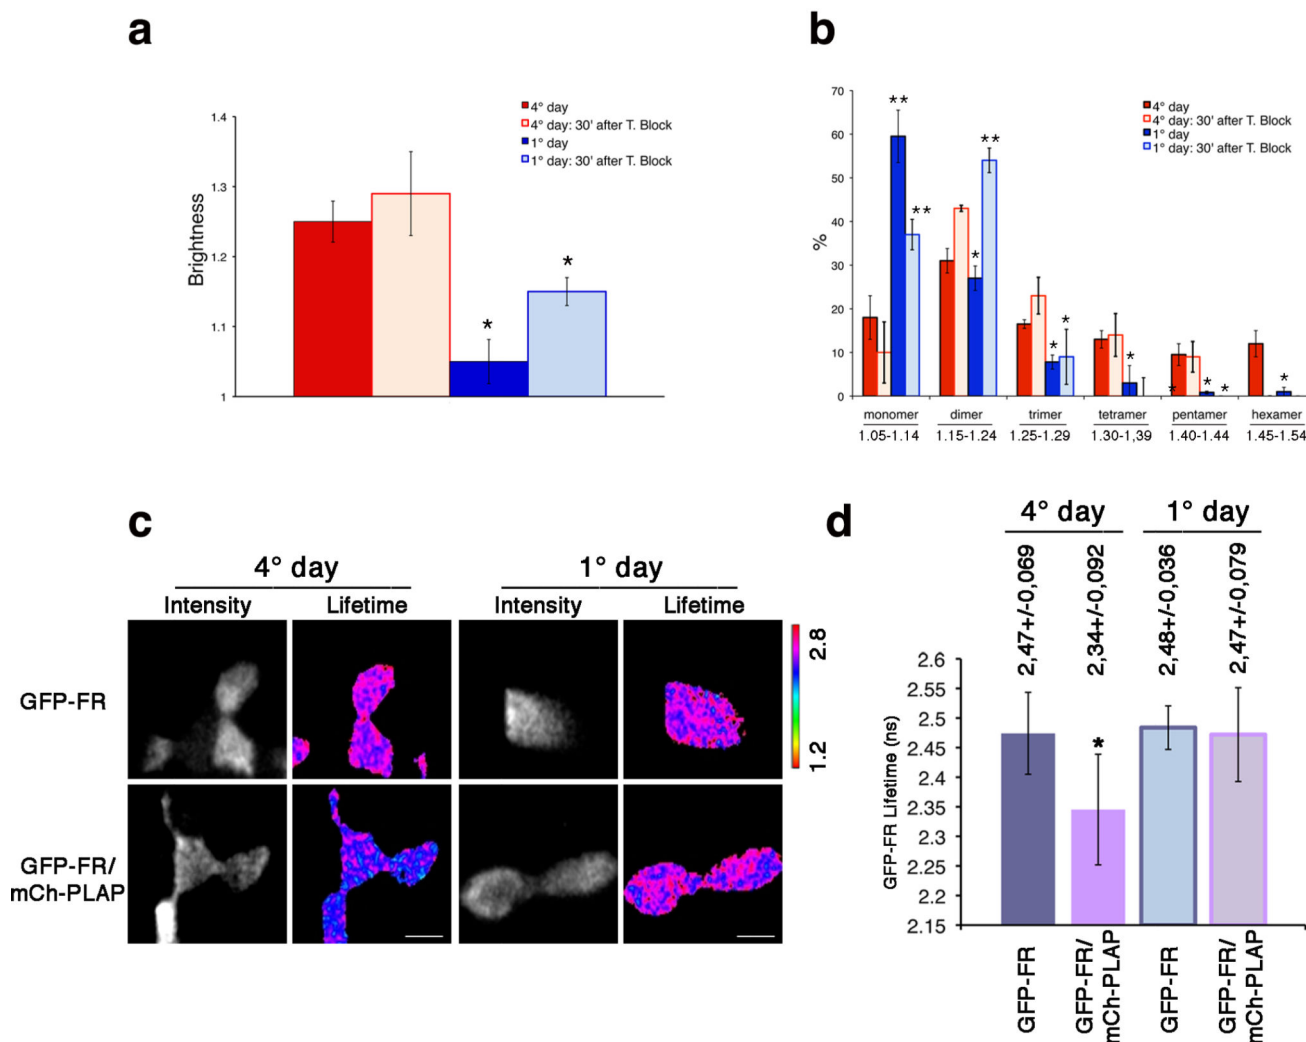 a
1.4
1.3
1.2
1.1
1
Brightness
4° day
4° day: 30' after T. Block
1° day
1° day: 30' after T. Block
*
*
b
70
60
50
40
30
20
10
0
%
4° day
4° day: 30' after T. Block
1° day
1° day: 30' after T. Block
**
**
*
**
*
*
*
*
*
*
*
monomer dimer trimer tetramer pentamer hexamer
1.05-1.14 1.15-1.24 1.25-1.29 1.30-1,39 1.40-1.44 1.45-1.54
c
4° day 1° day
Intensity Lifetime Intensity Lifetime
GFP-FR
GFP-FR/
mCh-PLAP
2.8
1.2
d
4° day 1° day
2,47+/-0,069
2,34+/-0,092
2,48+/-0,036
2,47+/-0,079
2.6
2.55
2.5
2.45
2.4
2.35
2.3
2.25
2.2
2.15
GFP-FR Lifetime (ns)
*
GFP-FR
GFP-FR/
mCh-PLAP
GFP-FR
GFP-FR/
mCh-PLAP